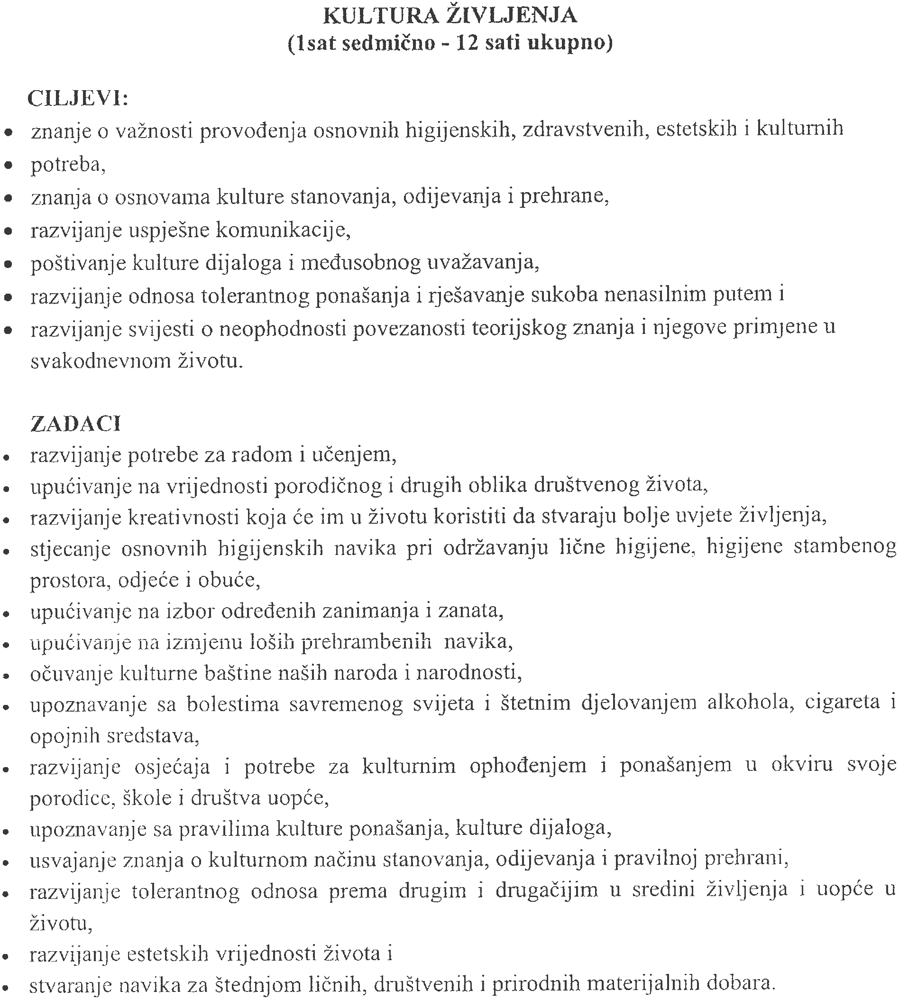 KULTURA ŽIVLJENJA
(1sat sedmično - 12 sati ukupno)
CILJEVI:
• znanje o važnosti provođenja osnovnih higijenskih, zdravstvenih, estetskih i kulturnih
• potreba,
• znanja o osnovama kulture stanovanja, odijevanja i prehrane,
• razvijanje uspješne komunikacije,
• poštivanje kulture dijaloga i međusobnog uvažavanja,
• razvijanje odnosa tolerantnog ponašanja i rješavanje sukoba nenasilnim putem i
• razvijanje svijesti o neophodnosti povezanosti teorijskog znanja i njegove primjene u
svakodnevnom životu.
ZADACI
• razvijanje potrebe za radom i učenjem,
• upućivanje na vrijednosti porodičnog i drugih oblika društvenog života,
• razvijanje kreativnosti koja će im u životu koristiti da stvaraju bolje uvjete življenja,
• stjecanje osnovnih higijenskih navika pri održavanju lične higijene, higijene stambenog
prostora, odjeće i obuće,
• upućivanje na izbor određenih zanimanja i zanata,
• upućivanje na izmjenu loših prehrambenih navika,
• očuvanje kulturne baštine naših naroda i narodnosti,
• upoznavanje sa bolestima savremenog svijeta i štetnim djelovanjem alkohola, cigareta i
opojnih sredstava,
• razvijanje osjećaja i potrebe za kulturnim ophođenjem i ponašanjem u okviru svoje
porodice, škole i društva uopće,
• upoznavanje sa pravilima kulture ponašanja, kulture dijaloga,
• usvajanje znanja o kulturnom načinu stanovanja, odijevanja i pravilnoj prehrani,
• razvijanje tolerantnog odnosa prema drugim i drugačijim u sredini življenja i uopće u
životu,
• razvijanje estetskih vrijednosti života i
• stvaranje navika za štednjom ličnih, društvenih i prirodnih materijalnih dobara.